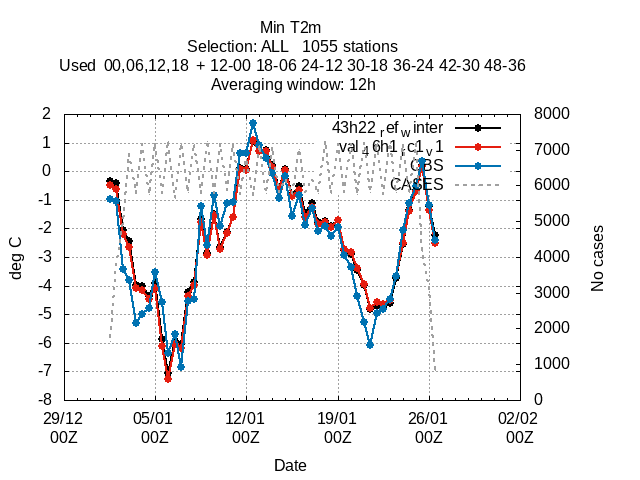 Min T2m
Selection: ALL   1055 stations
Used  00,06,12,18  + 12-00 18-06 24-12 30-18 36-24 42-30 48-36
Averaging window: 12h
43h22refwinter
val46h1rc1v1
OBS
CASES
2
1
0
-1
-2
-3
-4
-5
-6
-7
-8
deg C
8000
7000
6000
5000
4000
3000
2000
1000
0
No cases
29/12 05/01 12/01 19/01 26/01 02/02
00Z 00Z 00Z 00Z 00Z 00Z
Date